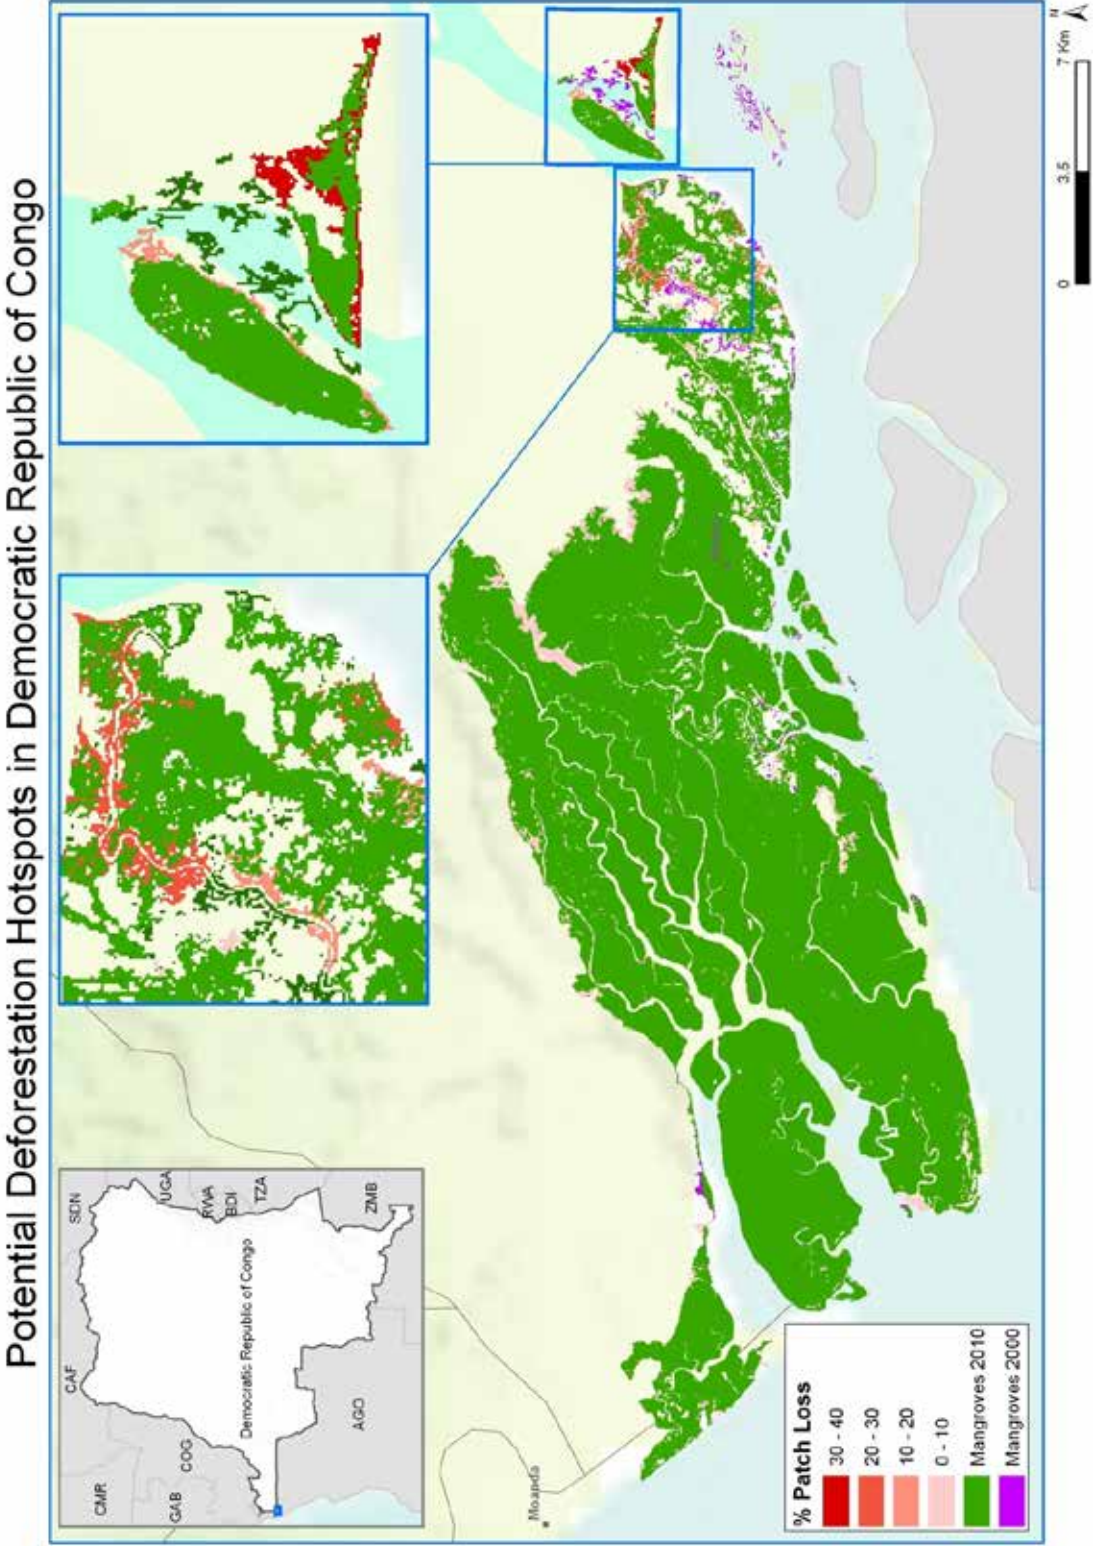 Potential Deforestation Hotspots in Democratic Republic of Congo
SDN
CAF
CMR
UGA
COG
RWA
GAB
BDI
Democratic Republic of Congo
TZA
AGO
ZMB
Moanda
% Patch Loss
30 - 40
20 - 30
10 - 20
0 - 10
Mangroves 2010
Mangroves 2000
N
0 3.5 7 Km